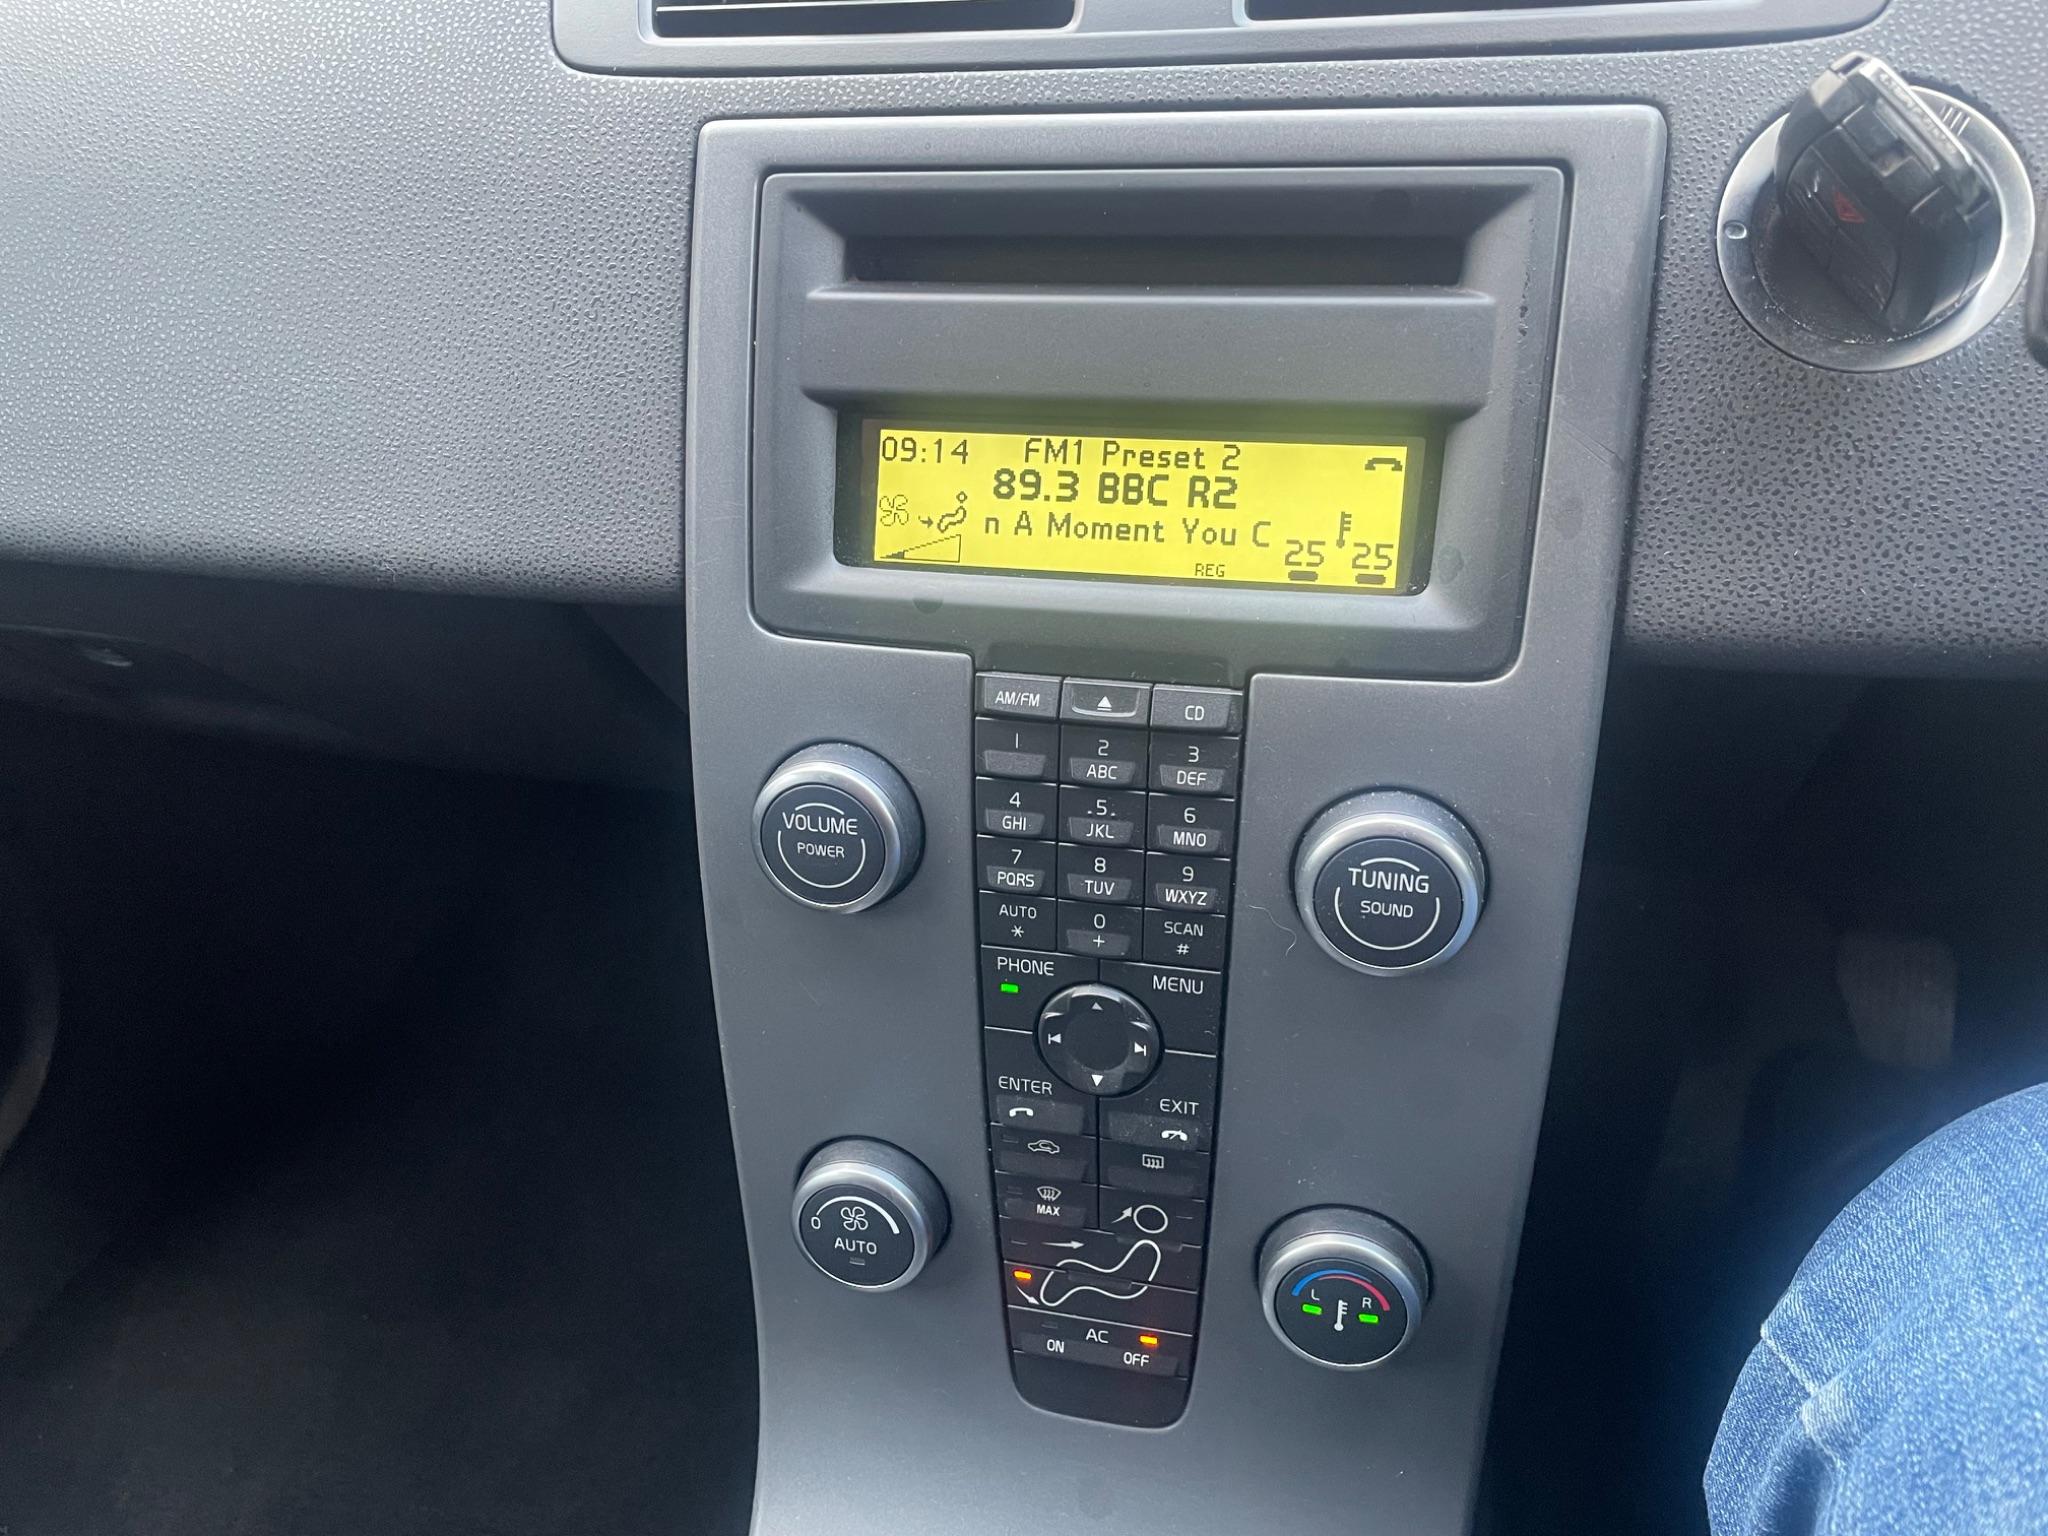 09:14 FM1 Preset 2
89.3 BBC R2
n A Moment You C
25 25
REG
AM/FM CD
1 2 3
ABC DEF
4 5 6
GHI JKL MNO
7 8 9
PQRS TUV WXYZ
AUTO 0 SCAN
* + #
VOLUME
POWER
TUNING
SOUND
PHONE MENU
ENTER EXIT
MAX
0
AUTO
L R
AC
ON OFF